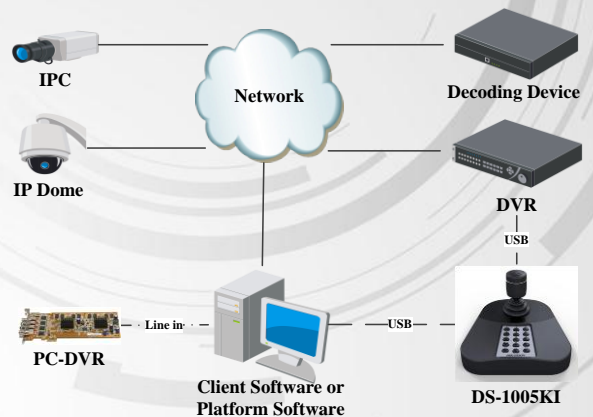 IPC
Network
Decoding Device
IP Dome
DVR
USB
Line in
USB
PC-DVR
Client Software or
Platform Software
DS-1005KI